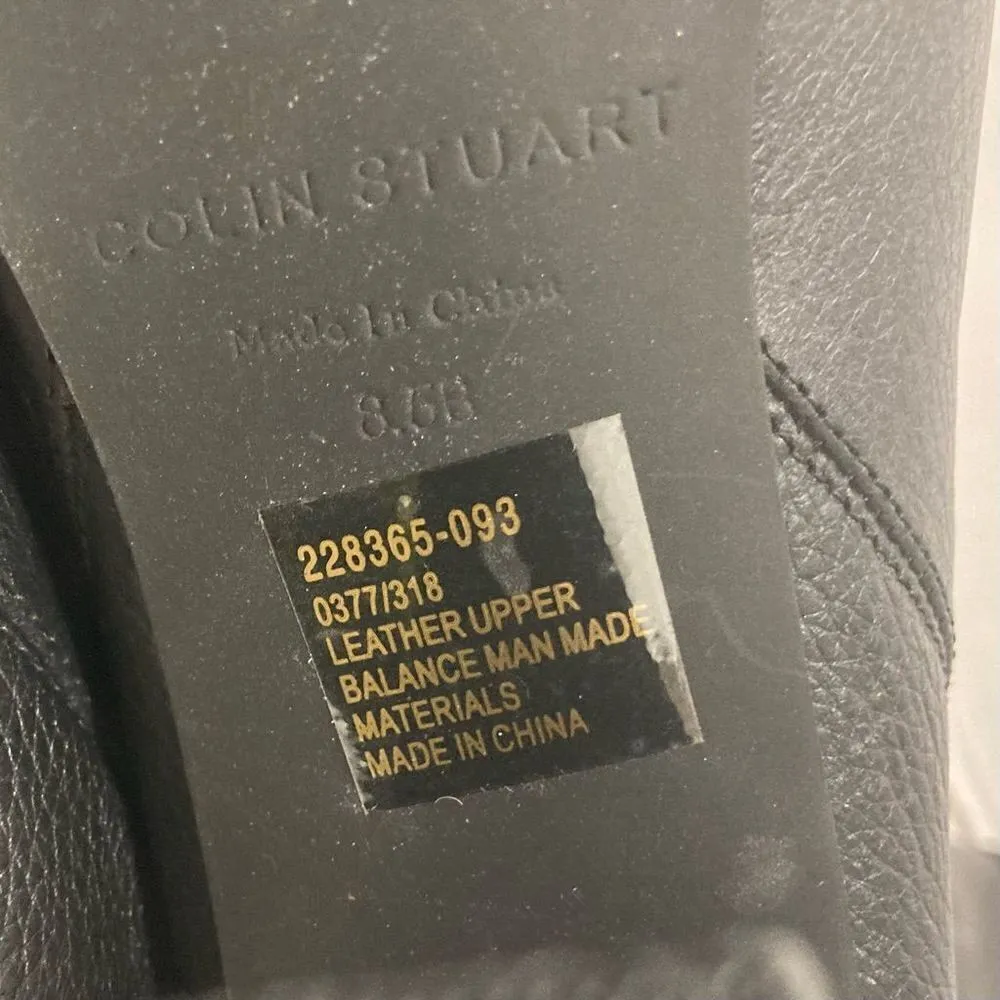 COLIN STUART
Made In China
8.5B
228365-093
0377/318
LEATHER UPPER
BALANCE MAN MADE
MATERIALS
MADE IN CHINA